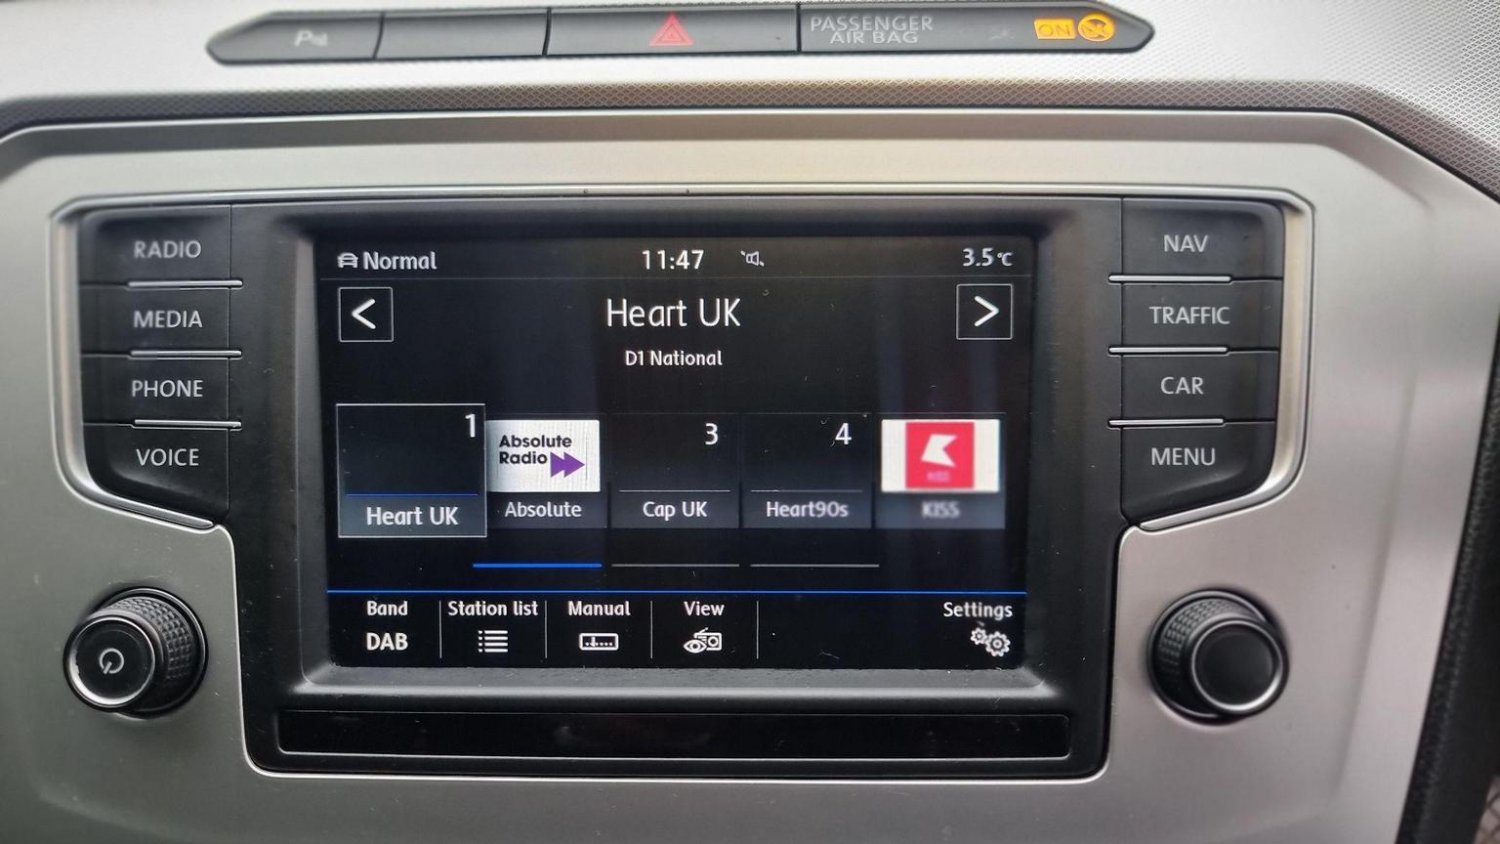 P
PASSENGER
AIR BAG
ON
RADIO
MEDIA
PHONE
VOICE
Normal
11:47
3.5°C
<
Heart UK
>
D1 National
1
Heart UK
Absolute
Radio
Absolute
3
Cap UK
4
Heart90s
KISS
KISS
Band
DAB
Station list
Manual
View
Settings
NAV
TRAFFIC
CAR
MENU